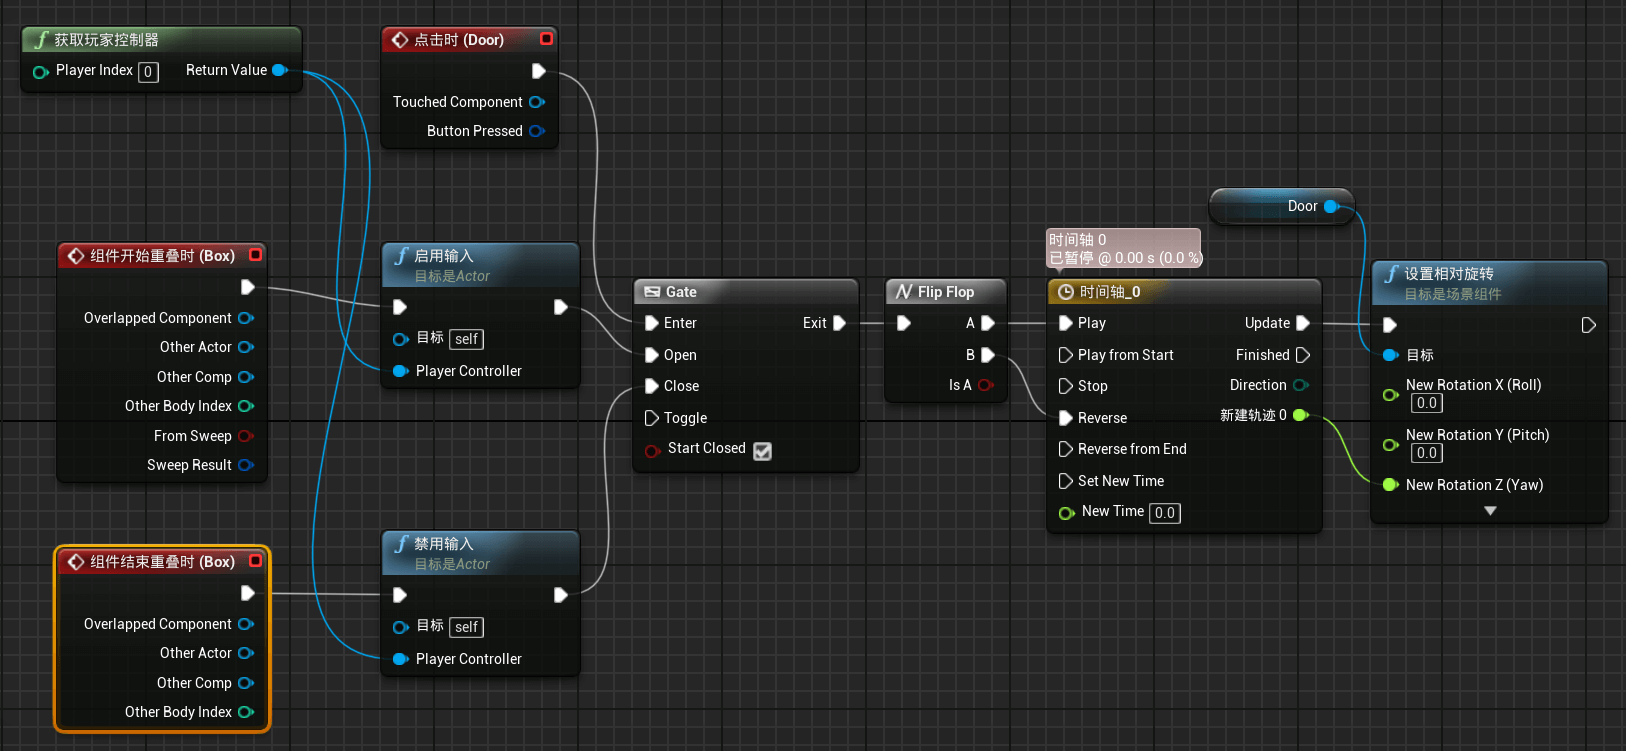 获取玩家控制器
Player Index 0 Return Value
点击时 (Door)
Touched Component
Button Pressed
组件开始重叠时 (Box)
Overlapped Component
Other Actor
Other Comp
Other Body Index
From Sweep
Sweep Result
启用输入
目标是Actor
目标 self
Player Controller
组件结束重叠时 (Box)
Overlapped Component
Other Actor
Other Comp
Other Body Index
禁用输入
目标是Actor
目标 self
Player Controller
Gate
Enter Exit
Open
Close
Toggle
Start Closed
Flip Flop
A
B
Is A
时间轴 0
已暂停 @ 0.00 s (0.0 %)
时间轴_0
Play Update
Play from Start Finished
Stop Direction
Reverse 新建轨迹 0
Reverse from End
Set New Time
New Time 0.0
Door
设置相对旋转
目标是场景组件
目标
New Rotation X (Roll)
0.0
New Rotation Y (Pitch)
0.0
New Rotation Z (Yaw)